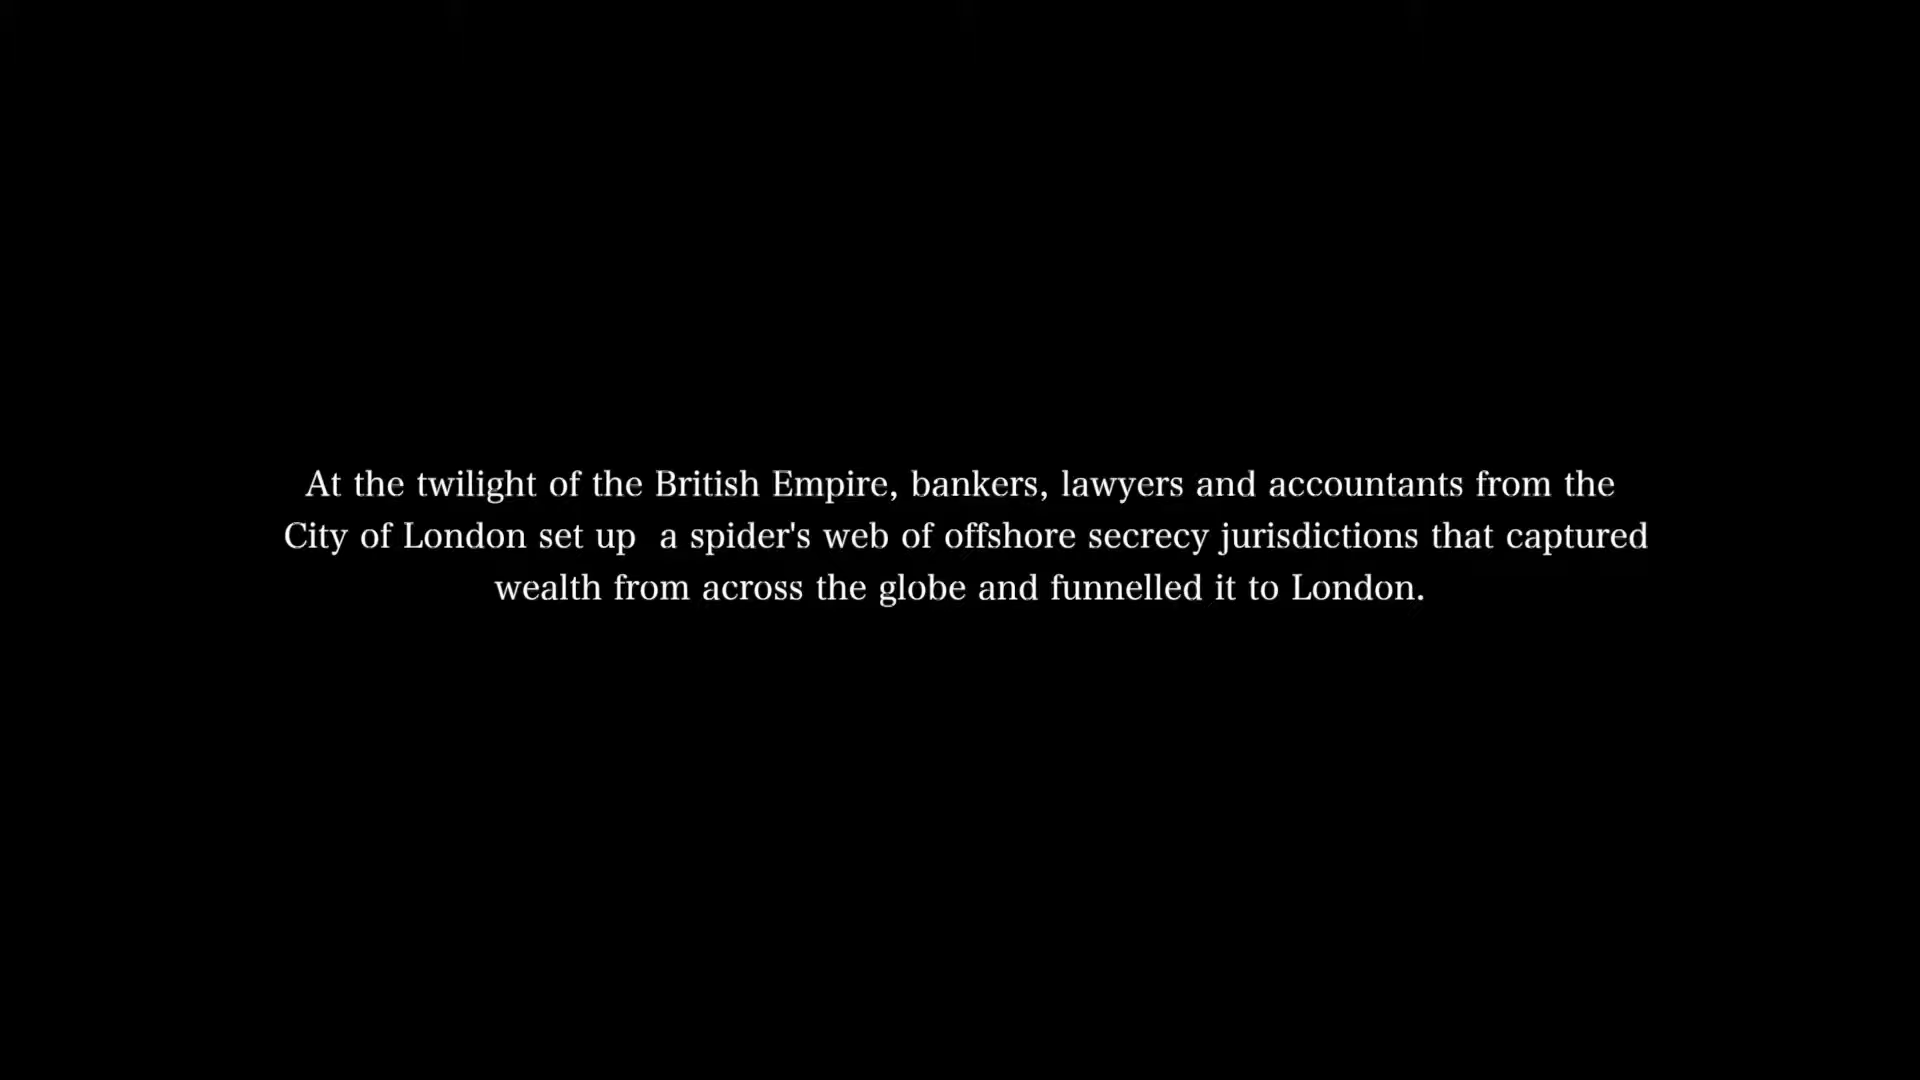 At the twilight of the British Empire, bankers, lawyers and accountants from the
City of London set up  a spider's web of offshore secrecy jurisdictions that captured
wealth from across the globe and funnelled it to London.